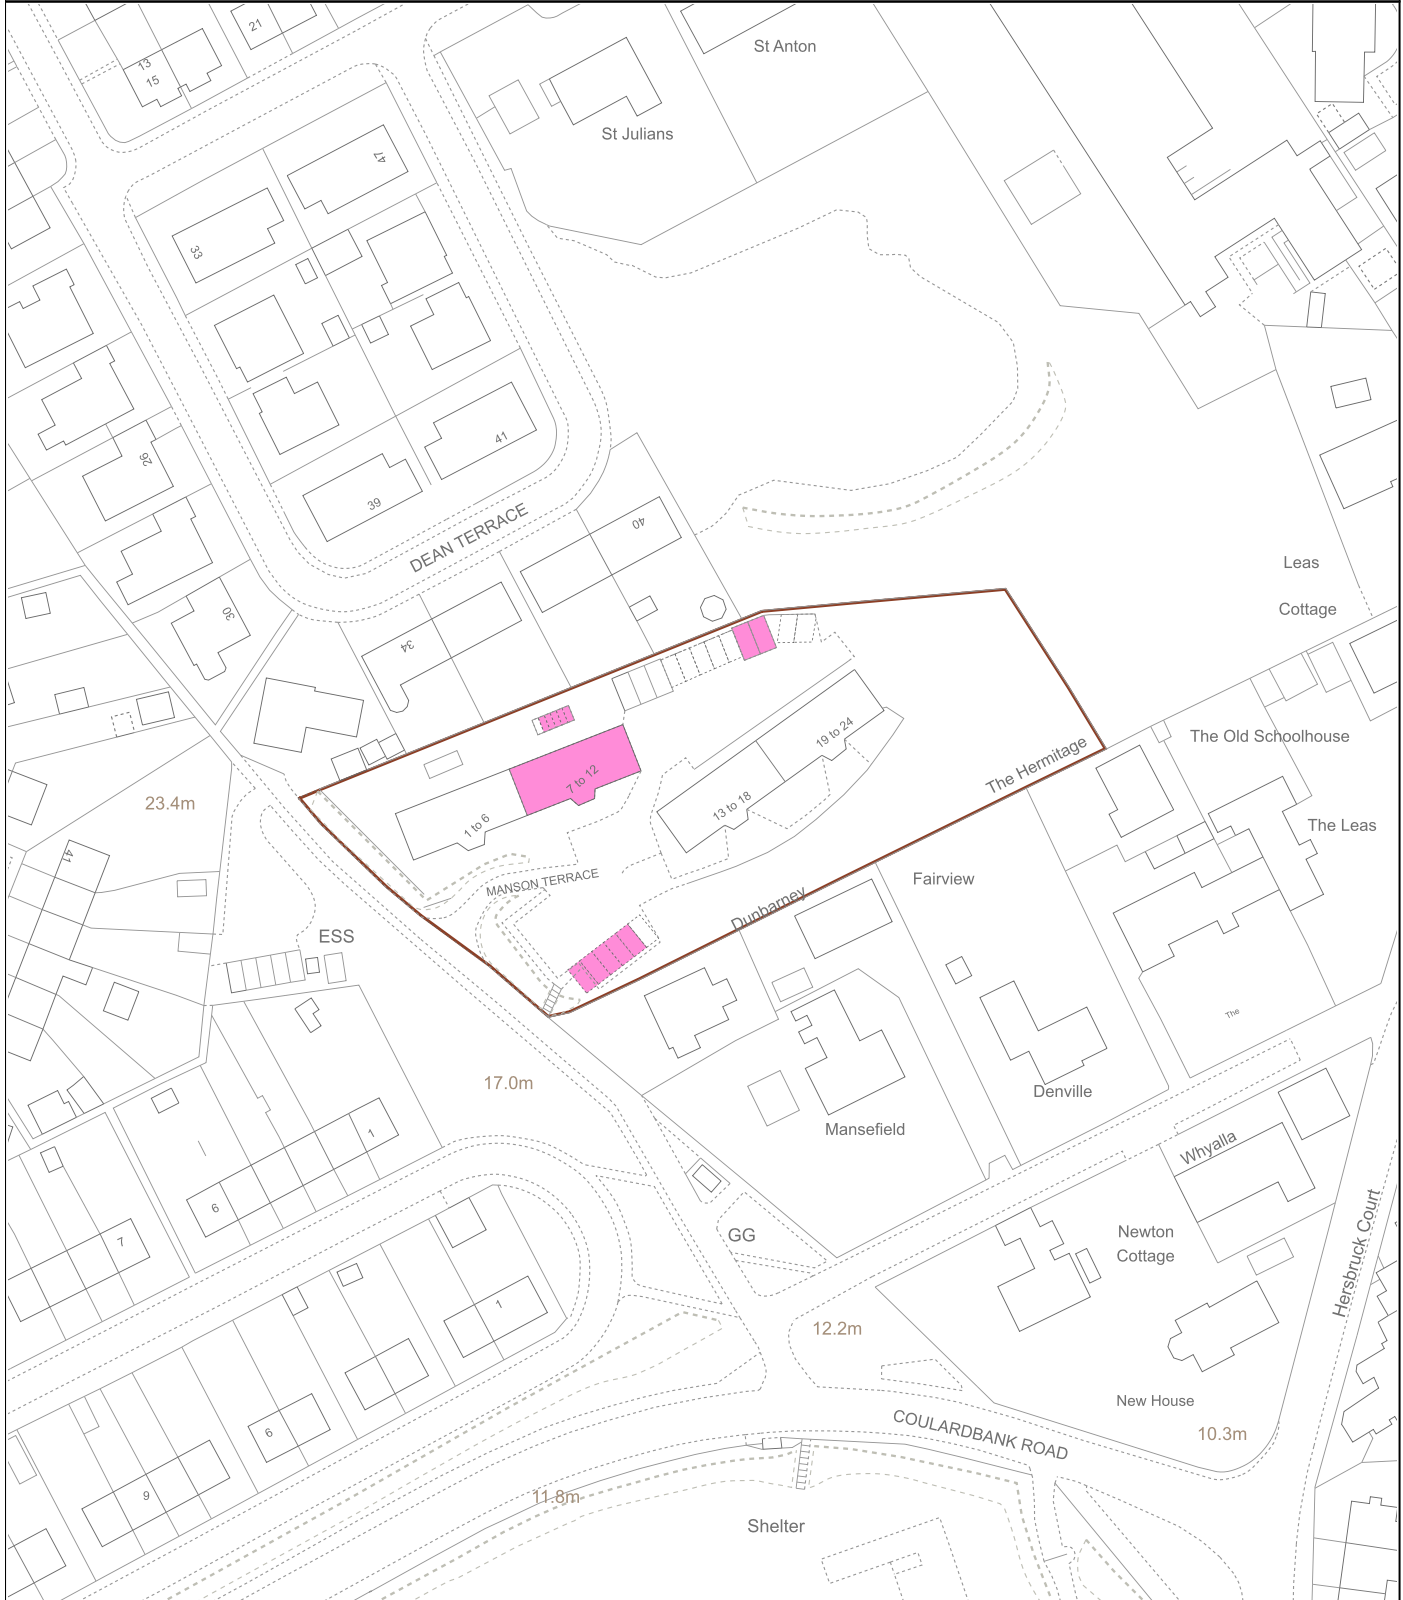 21
St Anton
13
15
St Julians
47
33
41
26
39
DEAN TERRACE
40
Leas
Cottage
30
34
The Old Schoolhouse
19 to 24
The Hermitage
7 to 12
23.4m
13 to 18
1 to 6
The Leas
41
MANSON TERRACE
Fairview
Dunbarney
ESS
The
17.0m
Denville
Mansefield
1
Whyalla
6
7
GG
Newton
Cottage
Hersbruck Court
1
12.2m
New House
COULARDBANK ROAD
10.3m
6
9
11.8m
Shelter